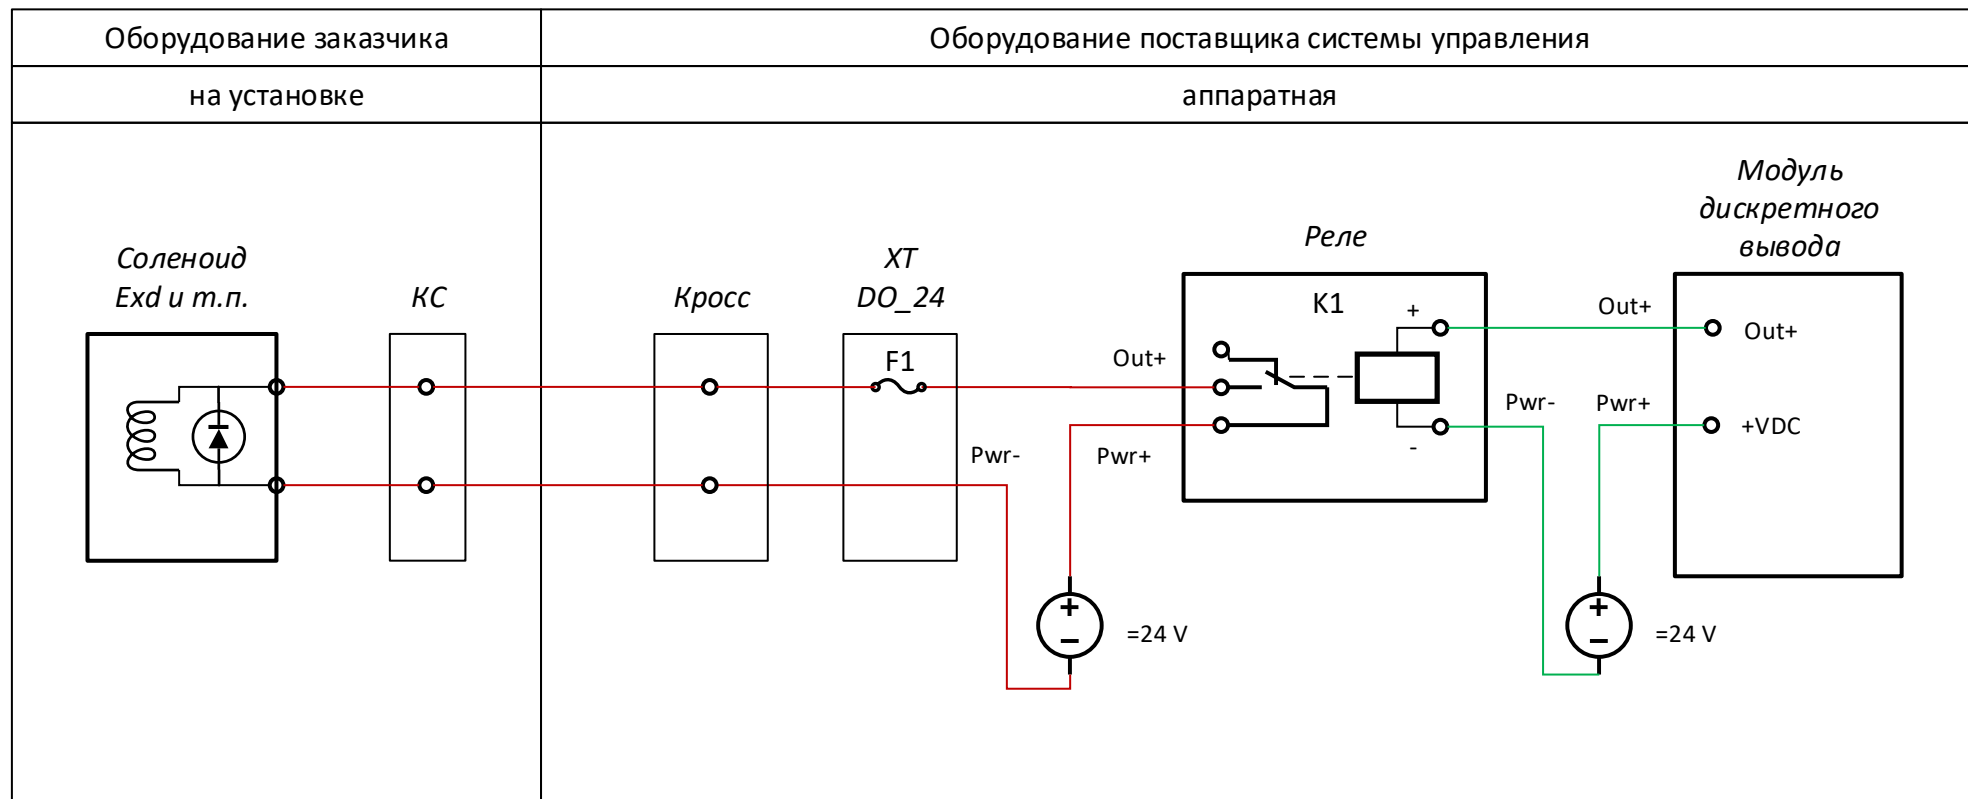 Оборудование заказчика
Оборудование поставщика системы управления
на установке
аппаратная
Соленоид
Exd и т.п.
КС
Кросс
XT
DO_24
F1
Out+
Pwr-
Pwr+
=24 V
Реле
K1
+
-
Out+
Pwr-
Pwr+
=24 V
Модуль
дискретного
вывода
Out+
+VDC